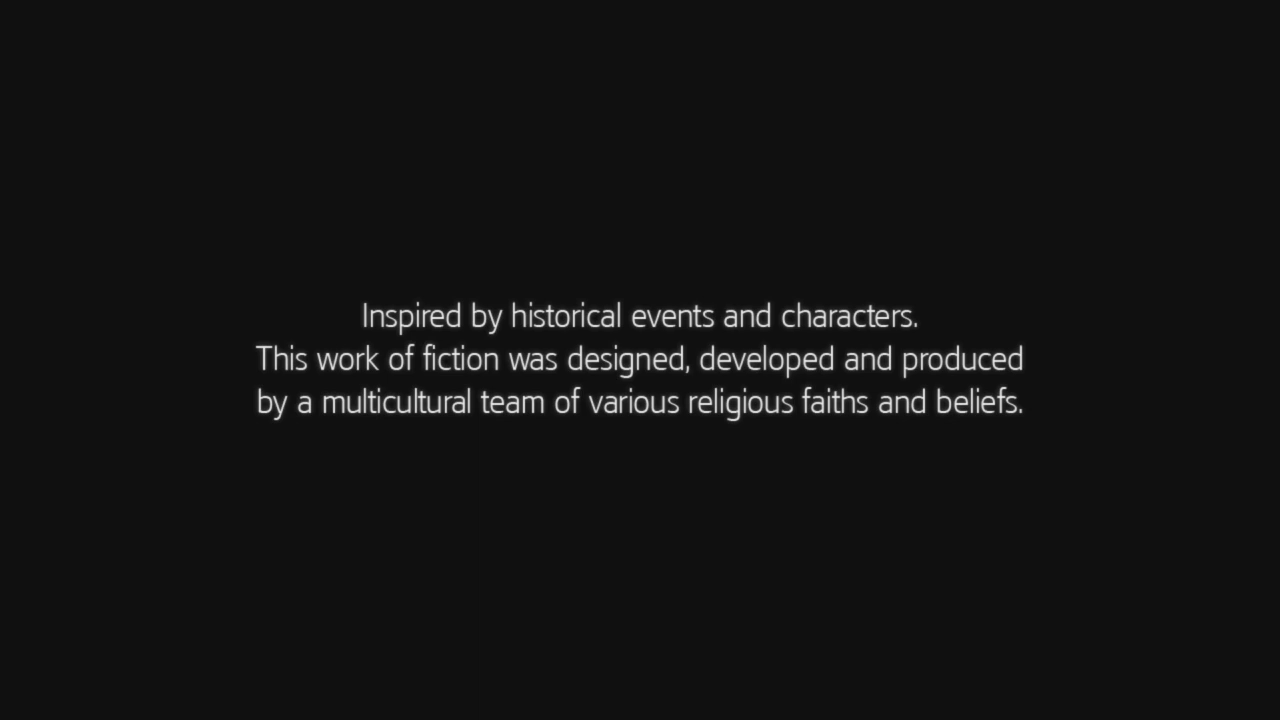 Inspired by historical events and characters.
This work of fiction was designed, developed and produced
by a multicultural team of various religious faiths and beliefs.